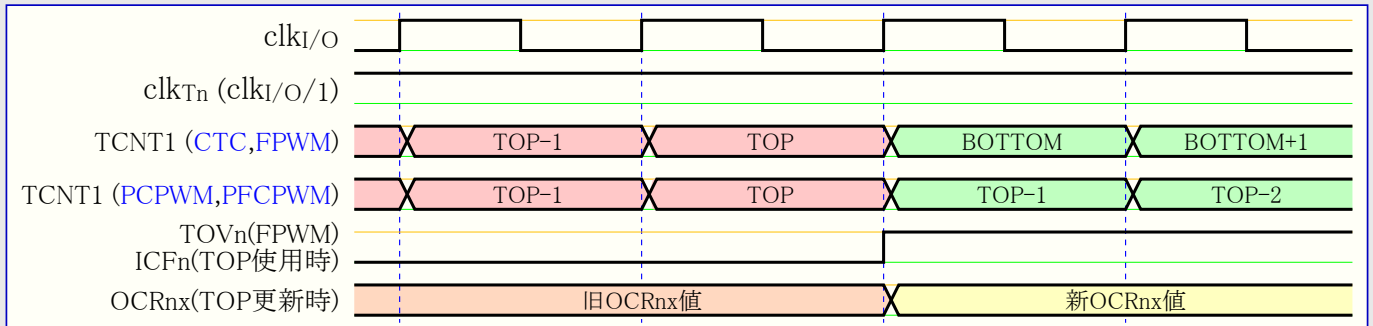 clkI/O
clkTn (clkI/O/1)
TCNT1 (CTC,FPWM) TOP-1 TOP BOTTOM BOTTOM+1
TCNT1 (PCPWM,PFCPWM) TOP-1 TOP TOP-1 TOP-2
TOVn(FPWM)
ICFn(TOP使用時)
OCRnx(TOP更新時) 旧OCRnx値 新OCRnx値